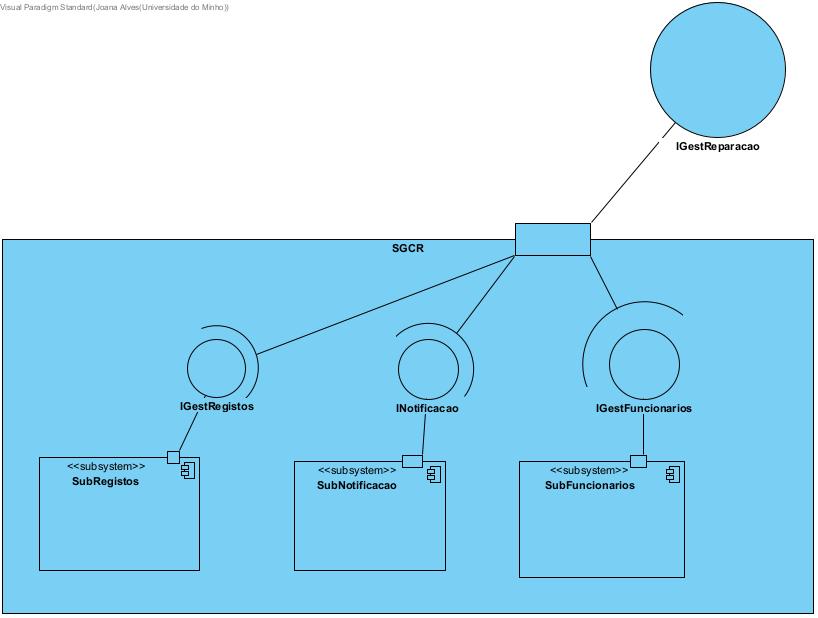 Visual Paradigm Standard(Joana Alves(Universidade do Minho))
IGestReparacao
SGCR
IGestRegistos
INotificacao
IGestFuncionarios
<<subsystem>>
SubRegistos
<<subsystem>>
SubNotificacao
<<subsystem>>
SubFuncionarios